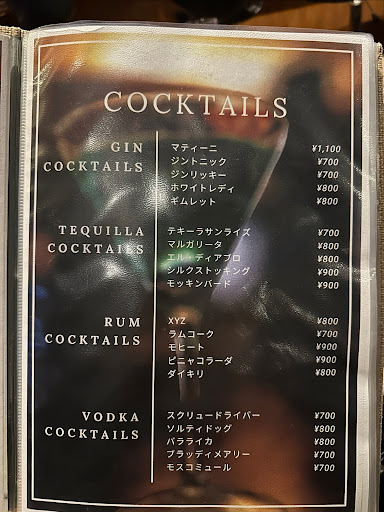 COCKTAILS
GIN
COCKTAILS
マティーニ ¥1,100
ジントニック ¥700
ジンリッキー ¥700
ホワイトレディ ¥800
ギムレット ¥800
TEQUILLA
COCKTAILS
テキーラサンライズ ¥700
マルガリータ ¥800
エル・ディアブロ ¥800
シルクストッキング ¥900
モッキンバード ¥900
RUM
COCKTAILS
XYZ ¥800
ラムコーク ¥700
モヒート ¥900
ピニャコラーダ ¥900
ダイキリ ¥800
VODKA
COCKTAILS
スクリュードライバー ¥700
ソルティドッグ ¥800
バラライカ ¥800
ブラッディメアリー ¥700
モスコミュール ¥700